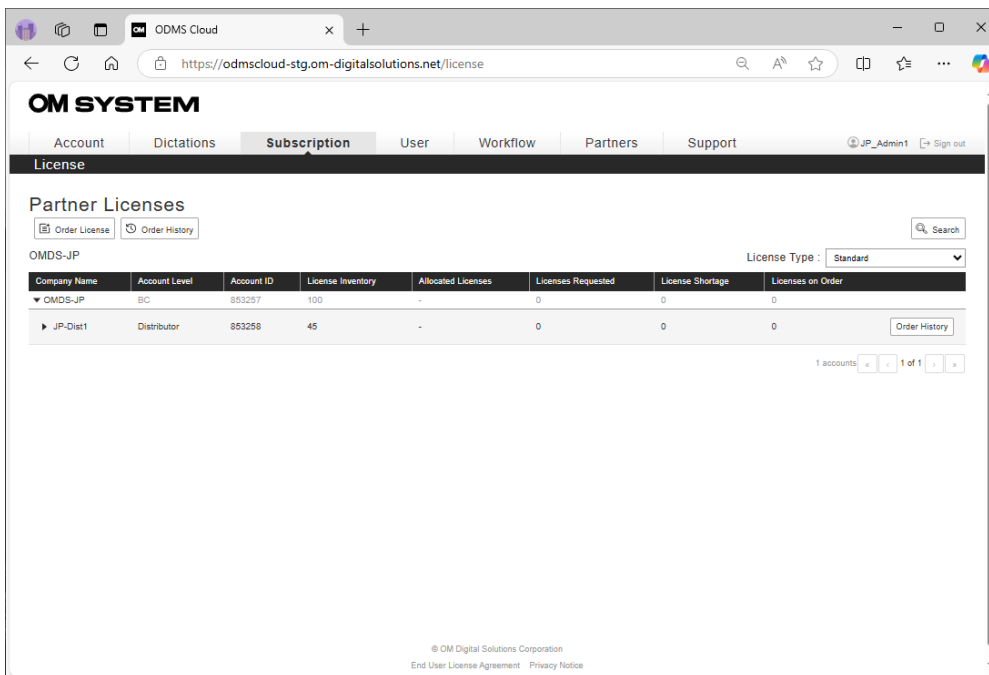 OM ODMS Cloud
https://odmscloud-stg.om-digitalsolutions.net/license
OM SYSTEM
Account Dictations Subscription User Workflow Partners Support JP_Admin1 Sign out
License
Partner Licenses
Order License Order History Search
OMDS-JP License Type : Standard
Company Name Account Level Account ID License Inventory Allocated Licenses Licenses Requested License Shortage Licenses on Order
OMDS-JP BC 853257 100 - 0 0 0
JP-Dist1 Distributor 853258 45 - 0 0 0 Order History
1 accounts « ‹ 1 of 1 › »
© OM Digital Solutions Corporation
End User License Agreement Privacy Notice